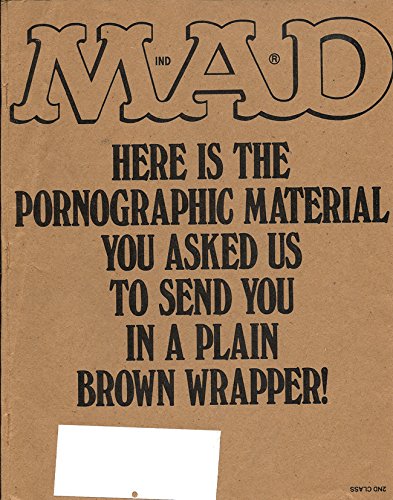 MAD
IND
®
HERE IS THE
PORNOGRAPHIC MATERIAL
YOU ASKED US
TO SEND YOU
IN A PLAIN
BROWN WRAPPER!
2ND CLASS